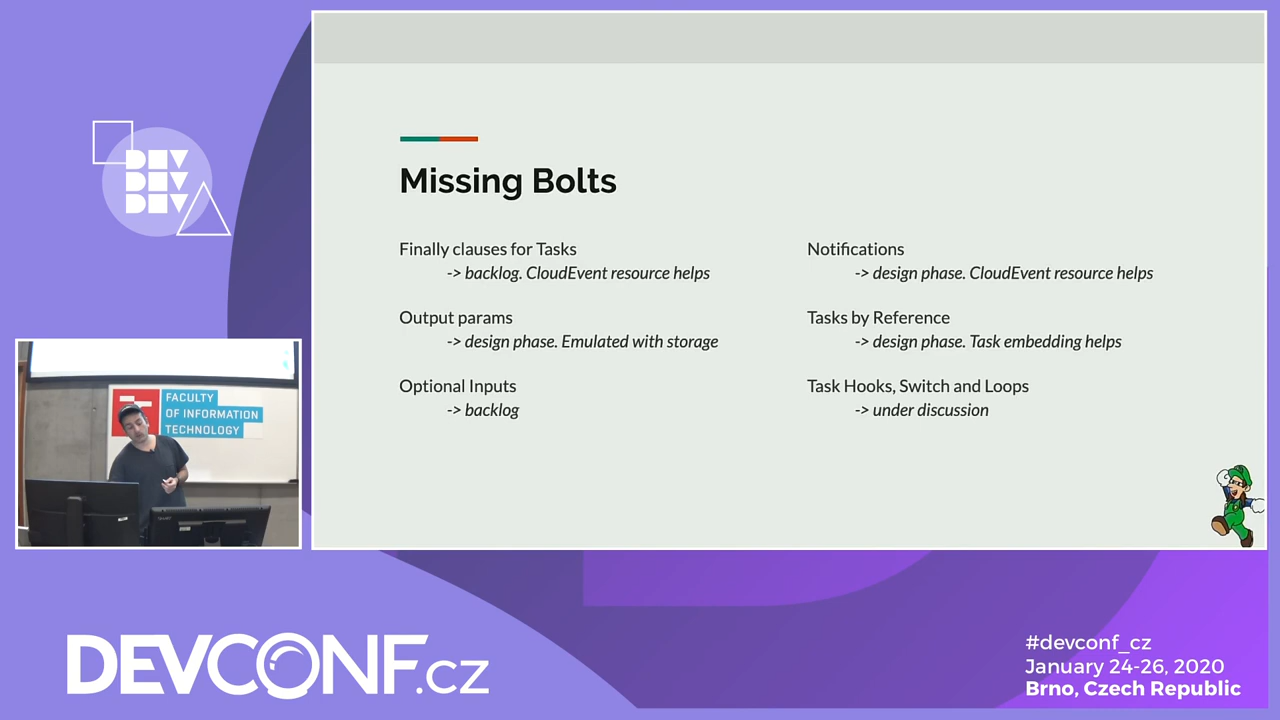 DEV
DEV
DEV
Missing Bolts
Finally clauses for Tasks
-> backlog. CloudEvent resource helps
Output params
-> design phase. Emulated with storage
Optional Inputs
-> backlog
Notifications
-> design phase. CloudEvent resource helps
Tasks by Reference
-> design phase. Task embedding helps
Task Hooks, Switch and Loops
-> under discussion
FACULTY
OF INFORMATION
TECHNOLOGY
DEVCONF.cz
#devconf_cz
January 24-26, 2020
Brno, Czech Republic